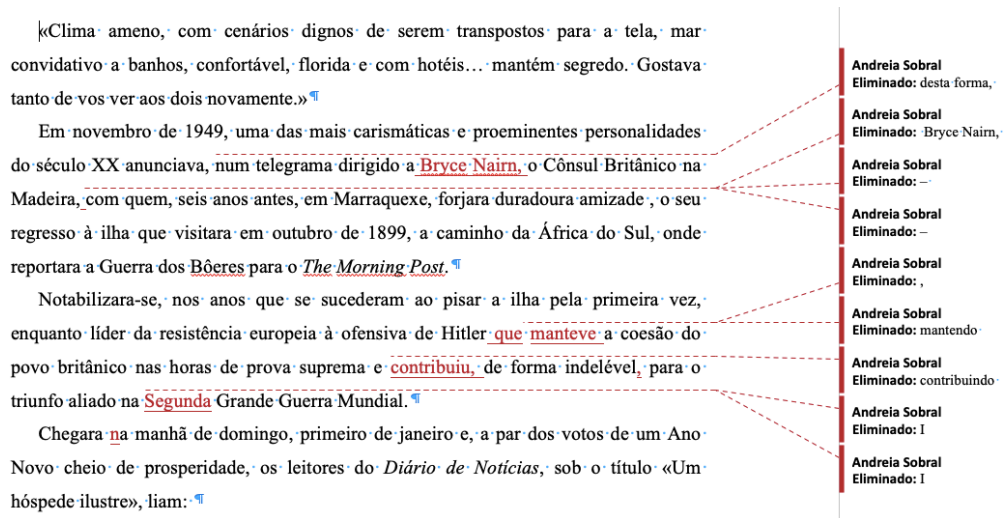 «Clima ameno, com cenários dignos de serem transpostos para a tela, mar
convidativo a banhos, confortável, florida e com hotéis… mantém segredo. Gostava
tanto de vos ver aos dois novamente.»¶
Em novembro de 1949, uma das mais carismáticas e proeminentes personalidades
do século XX anunciava, num telegrama dirigido a Bryce Nairn, o Cônsul Britânico na
Madeira, com quem, seis anos antes, em Marraquexe, forjara duradoura amizade , o seu
regresso à ilha que visitara em outubro de 1899, a caminho da África do Sul, onde
reportara a Guerra dos Bôeres para o The Morning Post.¶
Notabilizara-se, nos anos que se sucederam ao pisar a ilha pela primeira vez,
enquanto líder da resistência europeia à ofensiva de Hitler que manteve a coesão do
povo britânico nas horas de prova suprema e contribuiu, de forma indelével, para o
triunfo aliado na Segunda Grande Guerra Mundial.¶
Chegara na manhã de domingo, primeiro de janeiro e, a par dos votos de um Ano
Novo cheio de prosperidade, os leitores do Diário de Notícias, sob o título «Um
hóspede ilustre», liam:¶
Andreia Sobral
Eliminado: desta forma,
Andreia Sobral
Eliminado: Bryce Nairn,
Andreia Sobral
Eliminado: –
Andreia Sobral
Eliminado: –
Andreia Sobral
Eliminado: ,
Andreia Sobral
Eliminado: mantendo
Andreia Sobral
Eliminado: contribuindo
Andreia Sobral
Eliminado: I
Andreia Sobral
Eliminado: I